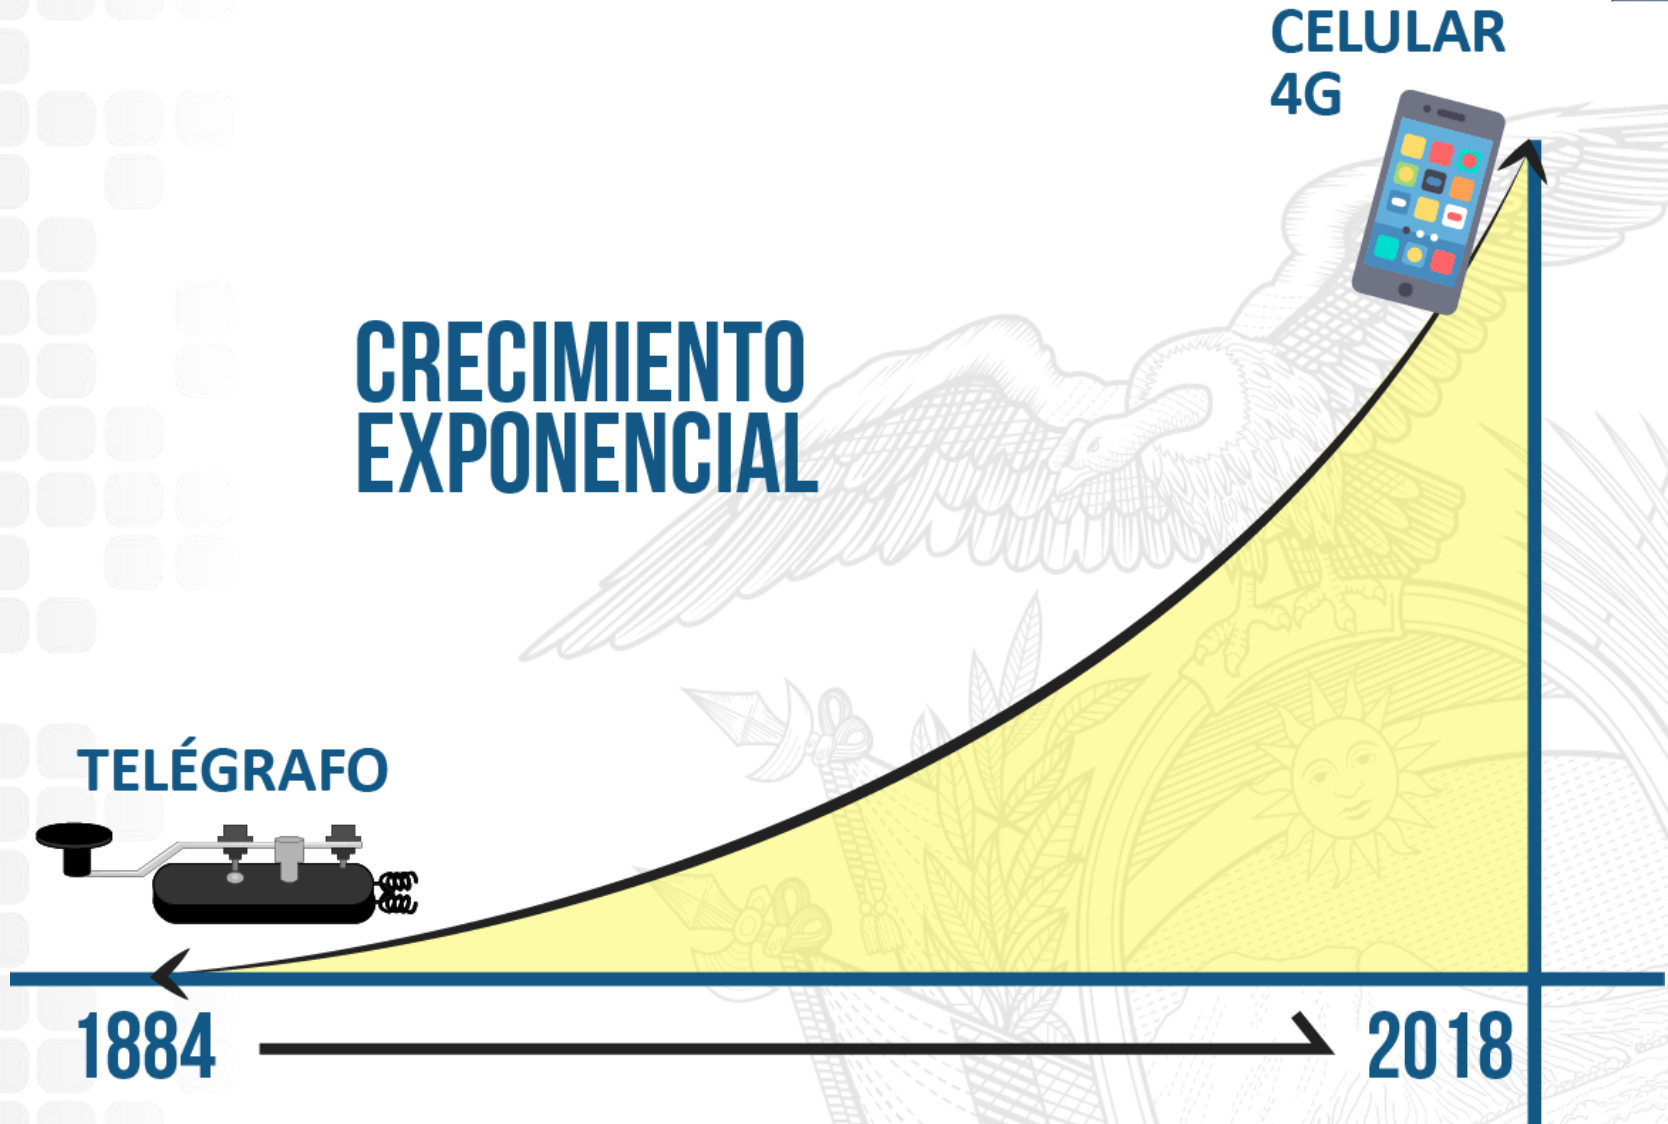 CELULAR
4G
CRECIMIENTO
EXPONENCIAL
TELÉGRAFO
1884
2018